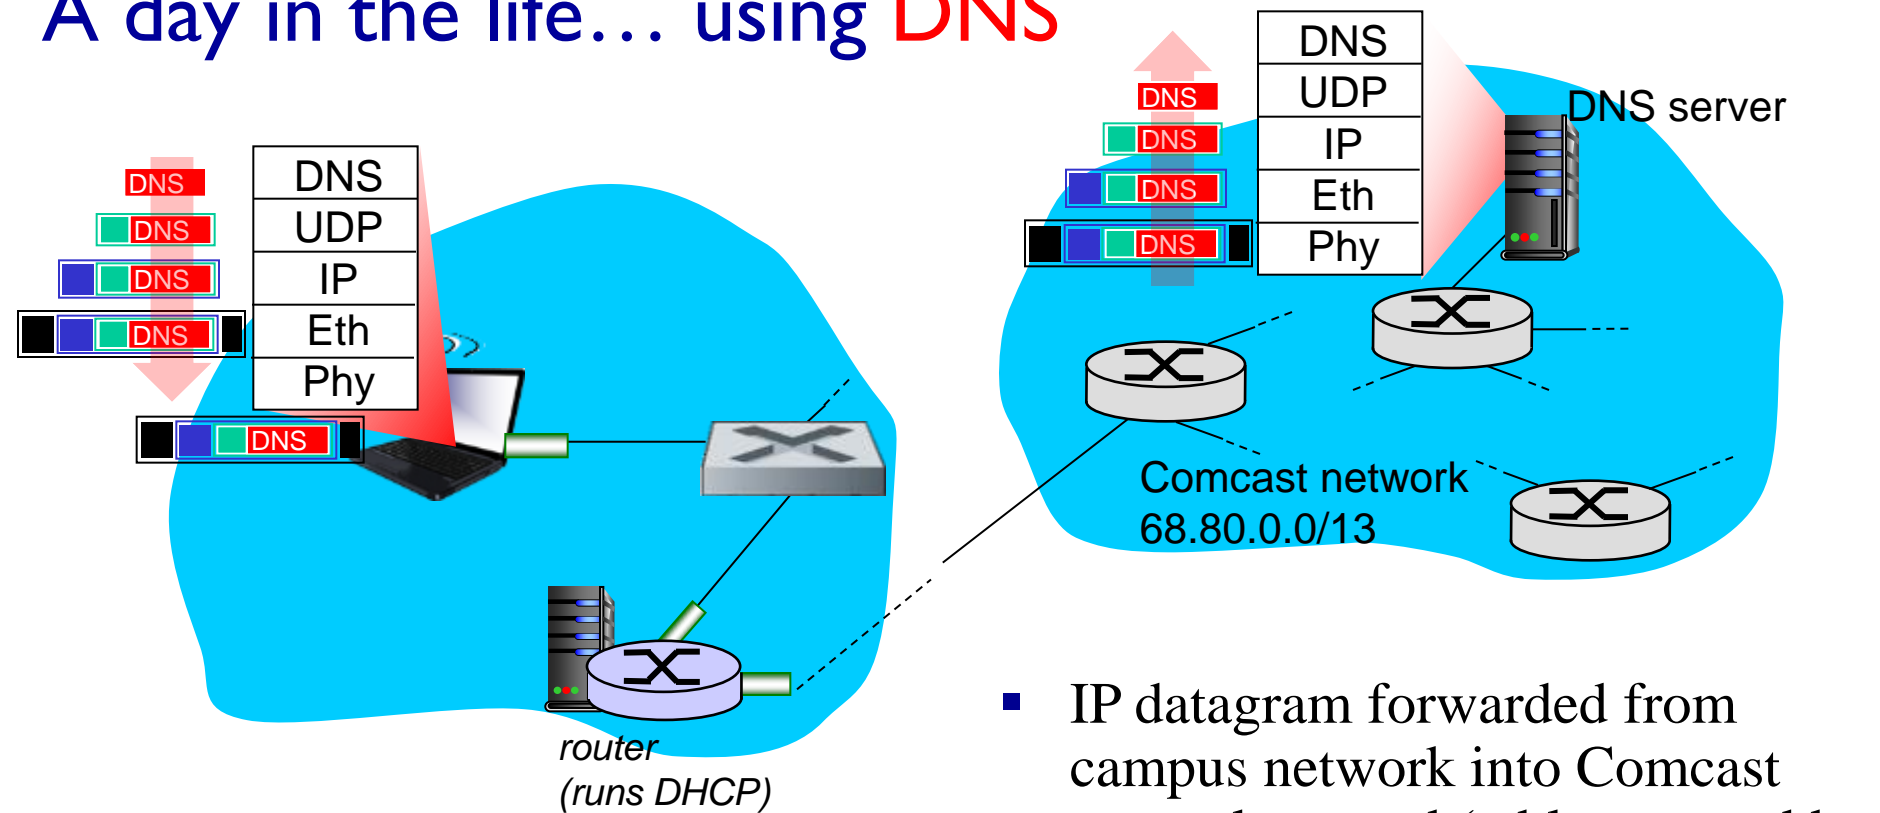 A day in the life… using DNS
DNS
DNS
DNS
DNS
DNS
UDP
IP
Eth
Phy
DNS
DNS
DNS
DNS
DNS
DNS
UDP
IP
Eth
Phy
DNS server
Comcast network
68.80.0.0/13
router
(runs DHCP)
▪ IP datagram forwarded from
campus network into Comcast